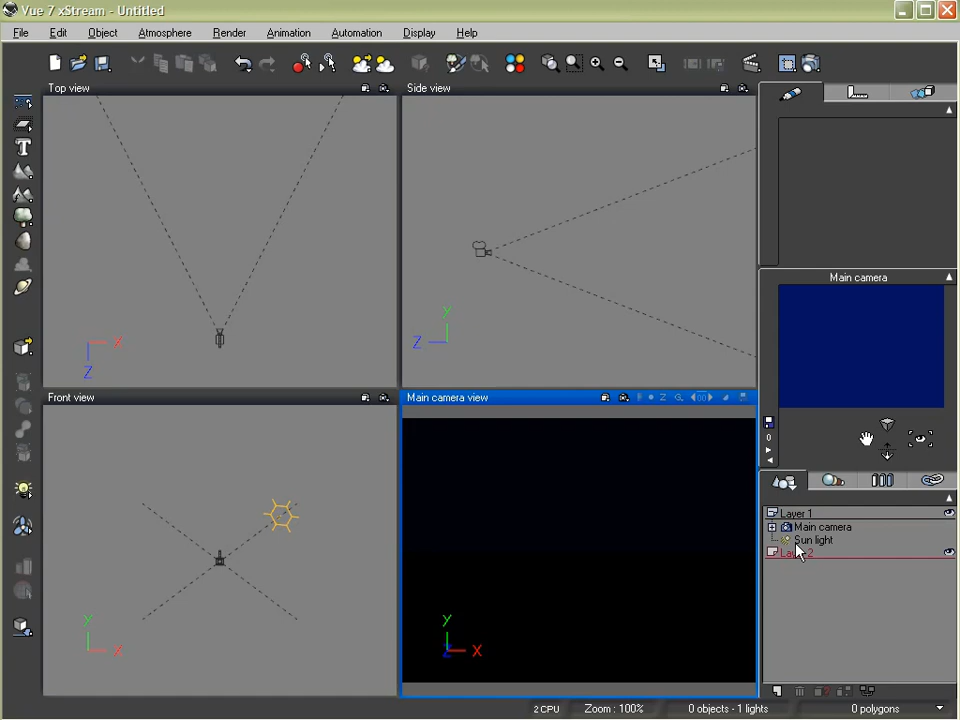 Vue 7 xStream - Untitled
File Edit Object Atmosphere Render Animation Automation Display Help
Top view
Side view
X
Z
Y
Z
Main camera
Front view
Main camera view
0
Layer 1
Main camera
Sun light
Y
X
Y
Z X
2 CPU Zoom : 100% 0 objects - 1 lights 0 polygons